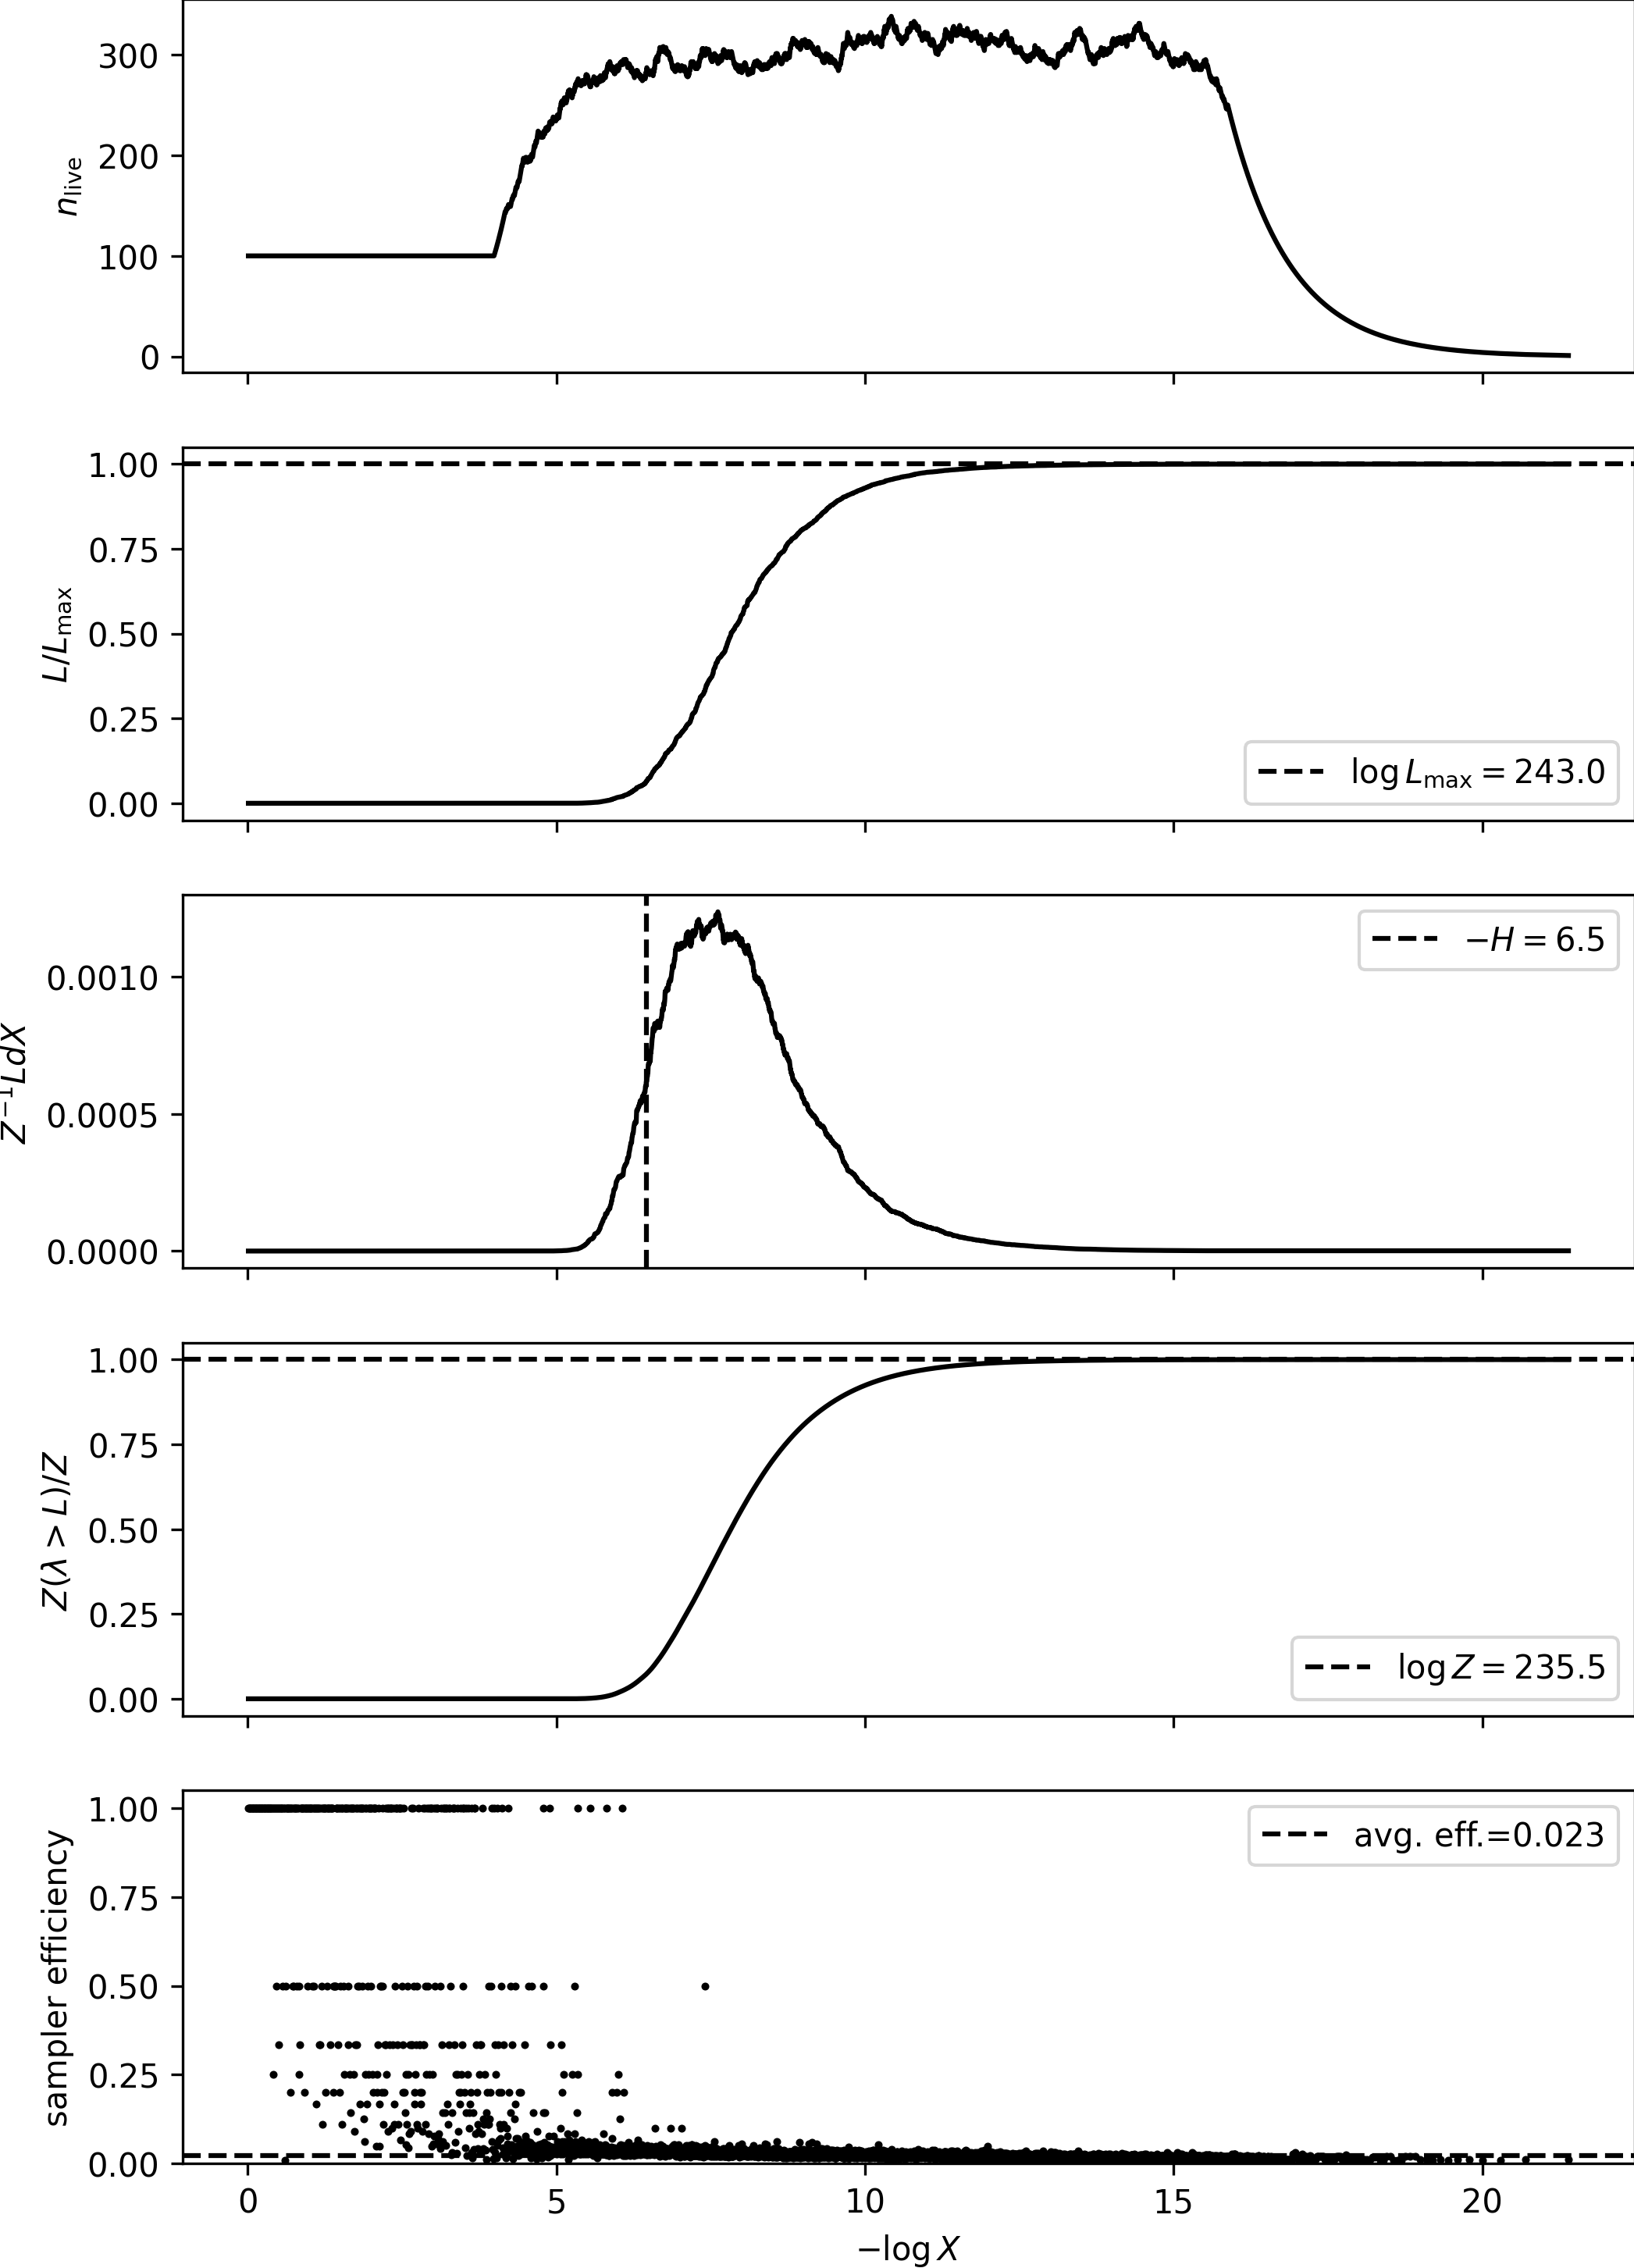 300
200
100
0
n_live
1.00
0.75
0.50
0.25
0.00
L/L_max
log L_max = 243.0
0.0010
0.0005
0.0000
Z⁻¹LdX
−H = 6.5
1.00
0.75
0.50
0.25
0.00
Z(λ > L)/Z
log Z = 235.5
1.00
0.75
0.50
0.25
0.00
sampler efficiency
avg. eff.=0.023
0 5 10 15 20
−log X